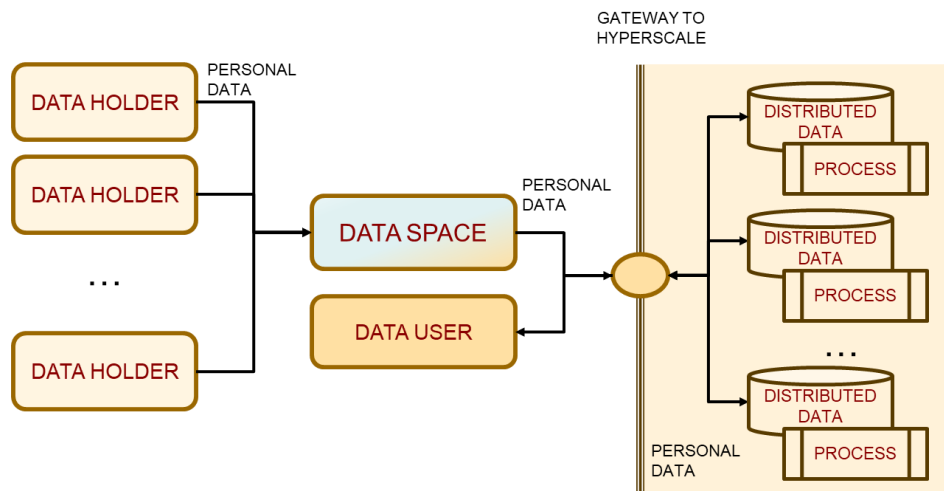 GATEWAY TO
HYPERSCALE
PERSONAL
DATA
DATA HOLDER
DATA HOLDER
...
DATA HOLDER
DATA SPACE
PERSONAL
DATA
DATA USER
DISTRIBUTED
DATA
PROCESS
DISTRIBUTED
DATA
PROCESS
...
DISTRIBUTED
DATA
PROCESS
PERSONAL
DATA